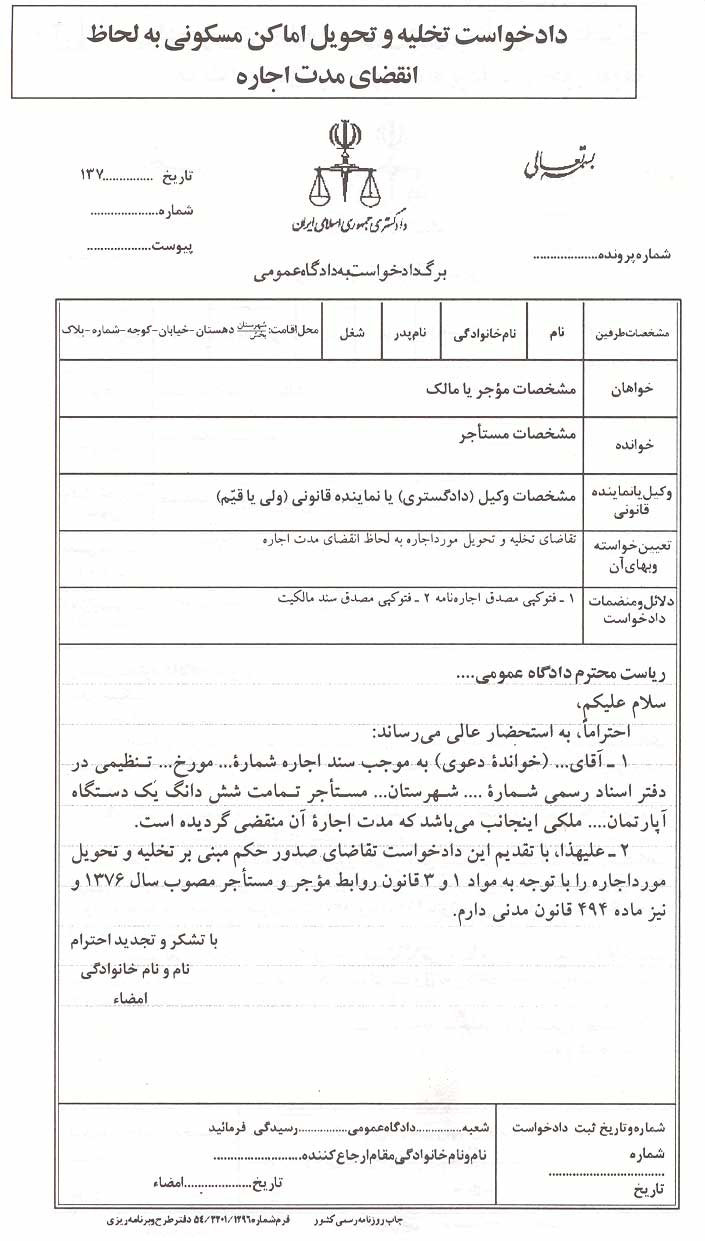 دادخواست تخلیه و تحویل اماکن مسکونی به لحاظ
انقضای مدت اجاره
بسمه تعالی
دادگستری جمهوری اسلامی ایران
تاریخ ...............۱۳۷
شماره....................
پیوست...................
شماره پرونده...................
برگ دادخواست به دادگاه عمومی
مشخصات طرفین | نام | نام خانوادگی | نام پدر | شغل | محل اقامت: شهرستان بخش دهستان – خیابان – کوچه – شماره – پلاک
خواهان | مشخصات مؤجر یا مالک
خوانده | مشخصات مستأجر
وکیل یا نماینده قانونی | مشخصات وکیل (دادگستری) یا نماینده قانونی (ولی یا قیّم)
تعیین خواسته وبهای آن | تقاضای تخلیه و تحویل مورداجاره به لحاظ انقضای مدت اجاره
دلائل و منضمات دادخواست | ۱ ـ فتوکپی مصدق اجاره‌نامه ۲ ـ فتوکپی مصدق سند مالکیت
ریاست محترم دادگاه عمومی....
سلام علیکم،
احتراماً، به استحضار عالی می‌رساند:
۱ ـ آقای... (خواندهٔ دعوی) به موجب سند اجاره شمارهٔ... مورخ... تنظیمی در
دفتر اسناد رسمی شمارهٔ .... شهرستان... مستأجر تمامت شش دانگ یک دستگاه
آپارتمان.... ملکی اینجانب می‌باشد که مدت اجارهٔ آن منقضی گردیده است.
۲ ـ علیهذا، با تقدیم این دادخواست تقاضای صدور حکم مبنی بر تخلیه و تحویل
مورداجاره را با توجه به مواد ۱ و ۳ قانون روابط مؤجر و مستأجر مصوب سال ۱۳۷۶ و
نیز ماده ۴۹۴ قانون مدنی دارم.
با تشکر و تجدید احترام
نام و نام خانوادگی
امضاء
شماره و تاریخ ثبت دادخواست
شماره
..................................
تاریخ
شعبه..............دادگاه عمومی...............رسیدگی فرمائید
نام و نام خانوادگی مقام ارجاع کننده..........................
تاریخ....................امضاء
چاپ روزنامه رسمی کشور فرم شماره ۵۴/۳۲۰۱/۱۲۹۶ دفتر طرح و برنامه‌ریزی